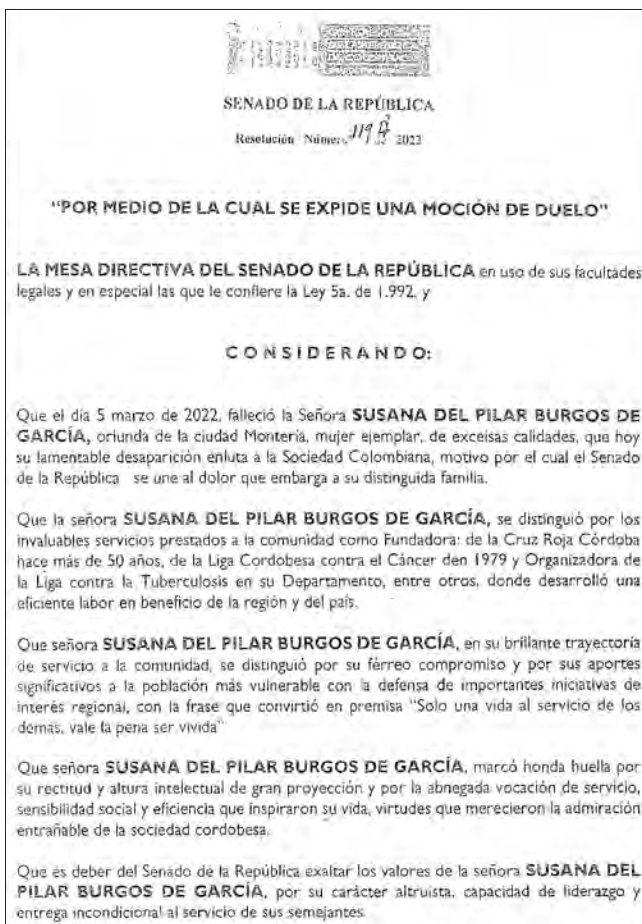 SENADO DE LA REPÚBLICA
Resolución Número 119 2022
"POR MEDIO DE LA CUAL SE EXPIDE UNA MOCIÓN DE DUELO"
LA MESA DIRECTIVA DEL SENADO DE LA REPÚBLICA en uso de sus facultades
legales y en especial las que le confiere la Ley 5a. de 1.992, y
CONSIDERANDO:
Que el día 5 marzo de 2022, falleció la Señora SUSANA DEL PILAR BURGOS DE
GARCÍA, oriunda de la ciudad Montería, mujer ejemplar, de excelsas calidades, que hoy
su lamentable desaparición enluta a la Sociedad Colombiana, motivo por el cual el Senado
de la República se une al dolor que embarga a su distinguida familia.
Que la señora SUSANA DEL PILAR BURGOS DE GARCÍA, se distinguió por los
invaluables servicios prestados a la comunidad como Fundadora: de la Cruz Roja Córdoba
hace más de 50 años, de la Liga Cordobesa contra el Cáncer den 1979 y Organizadora de
la Liga contra la Tuberculosis en su Departamento, entre otros, donde desarrolló una
eficiente labor en beneficio de la región y del país.
Que señora SUSANA DEL PILAR BURGOS DE GARCÍA, en su brillante trayectoria
de servicio a la comunidad, se distinguió por su férreo compromiso y por sus aportes
significativos a la población más vulnerable con la defensa de importantes iniciativas de
interés regional, con la frase que convirtió en premisa "Solo una vida al servicio de los
demas, vale la pena ser vivida"
Que señora SUSANA DEL PILAR BURGOS DE GARCÍA, marcó honda huella por
su rectitud y altura intelectual de gran proyección y por la abnegada vocación de servicio,
sensibilidad social y eficiencia que inspiraron su vida, virtudes que merecieron la admiración
entrañable de la sociedad cordobesa.
Que es deber del Senado de la República exaltar los valores de la señora SUSANA DEL
PILAR BURGOS DE GARCÍA, por su carácter altruista, capacidad de liderazgo y
entrega incondicional al servicio de sus semejantes.